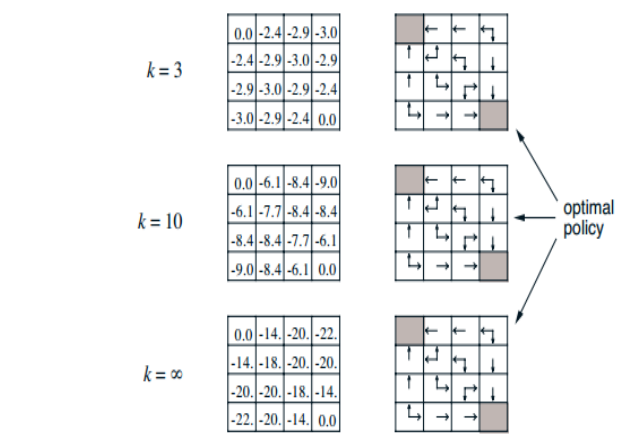 k = 3
0.0 -2.4 -2.9 -3.0
-2.4 -2.9 -3.0 -2.9
-2.9 -3.0 -2.9 -2.4
-3.0 -2.9 -2.4 0.0
k = 10
0.0 -6.1 -8.4 -9.0
-6.1 -7.7 -8.4 -8.4
-8.4 -8.4 -7.7 -6.1
-9.0 -8.4 -6.1 0.0
optimal
policy
k = ∞
0.0 -14. -20. -22.
-14. -18. -20. -20.
-20. -20. -18. -14.
-22. -20. -14. 0.0